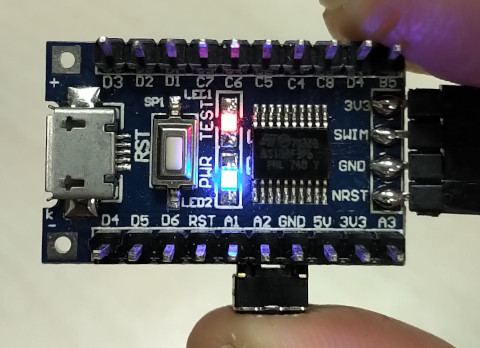 + D3 D2 D1 C7 C6 C5 C4 C8 D4 B5
LED1
SP1
TEST
RST
PWR
LED2
3V3
SWIM
GND
NRST
k
-
D4 D5 D6 RST A1 A2 GND 5V 3V3 A3